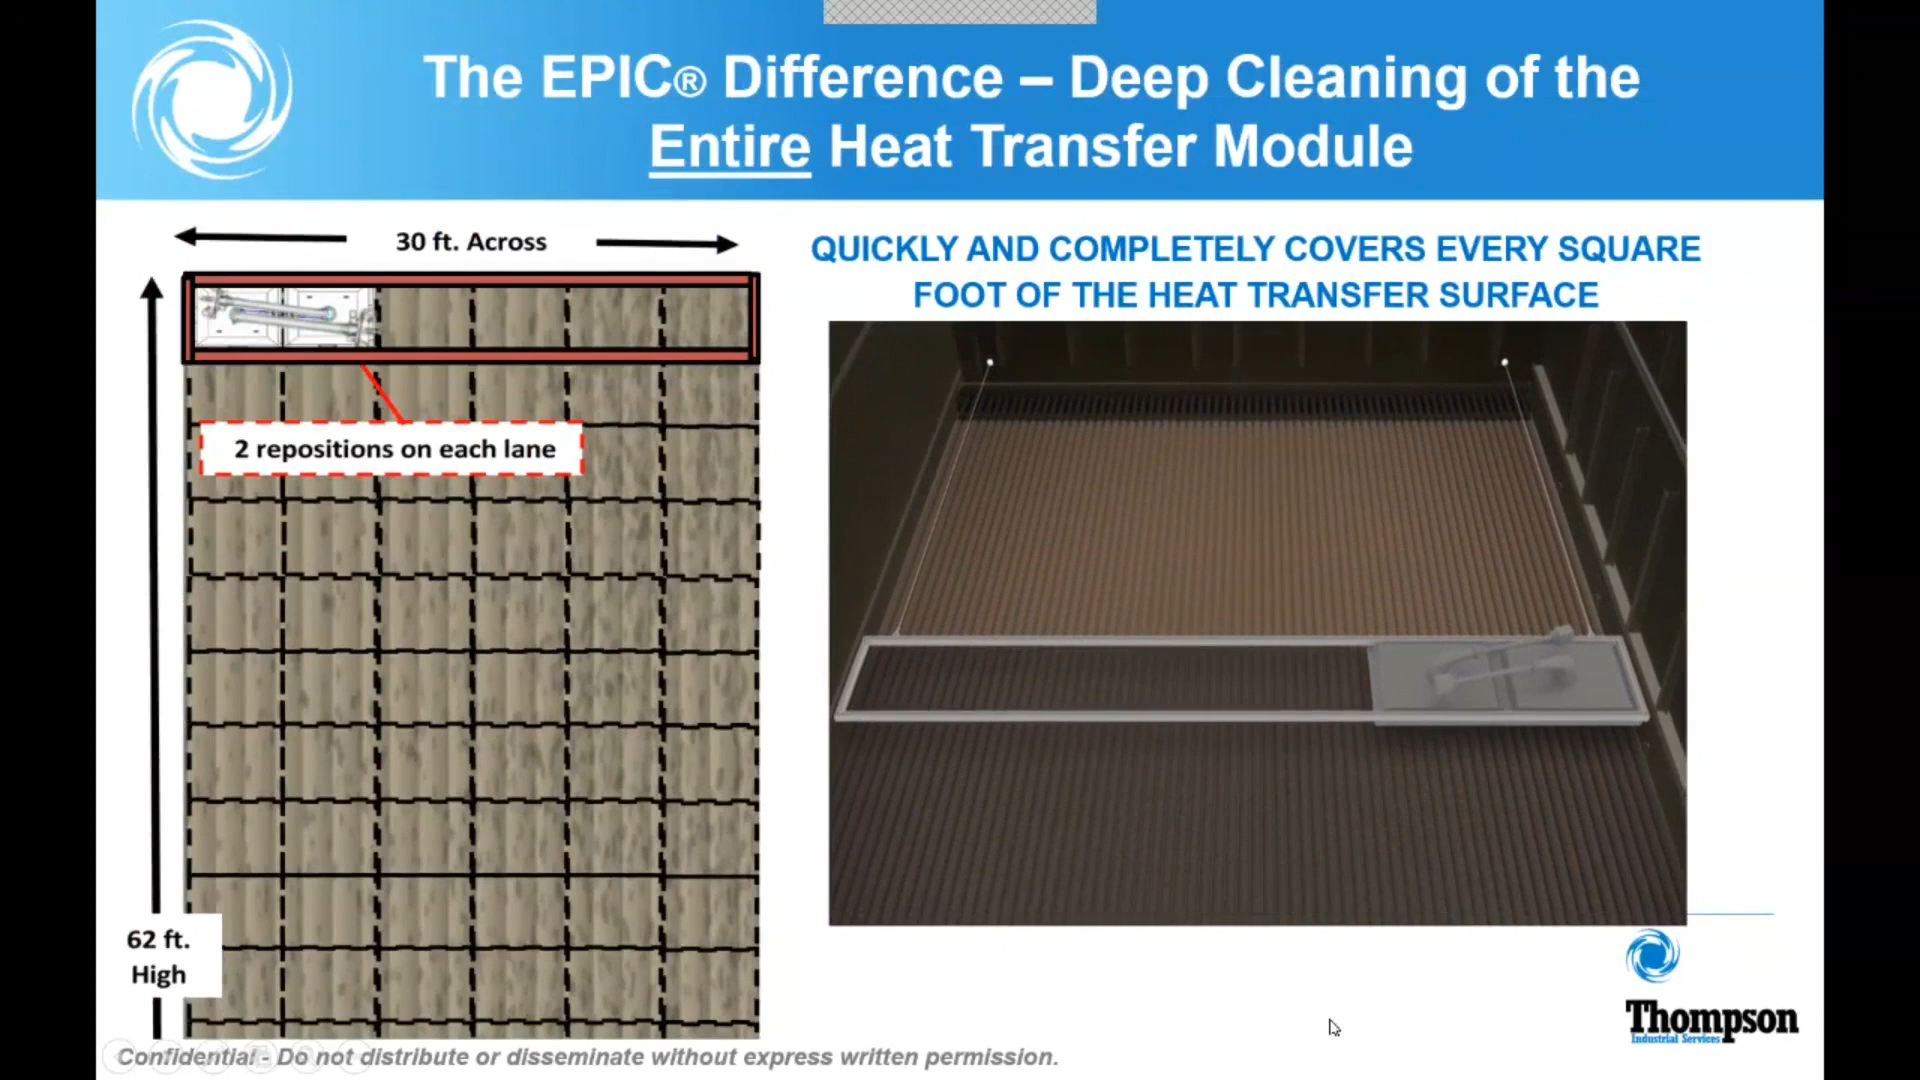 The EPIC® Difference – Deep Cleaning of the
Entire Heat Transfer Module
30 ft. Across
QUICKLY AND COMPLETELY COVERS EVERY SQUARE
FOOT OF THE HEAT TRANSFER SURFACE
2 repositions on each lane
62 ft.
High
Thompson
Industrial Services
Confidential - Do not distribute or disseminate without express written permission.